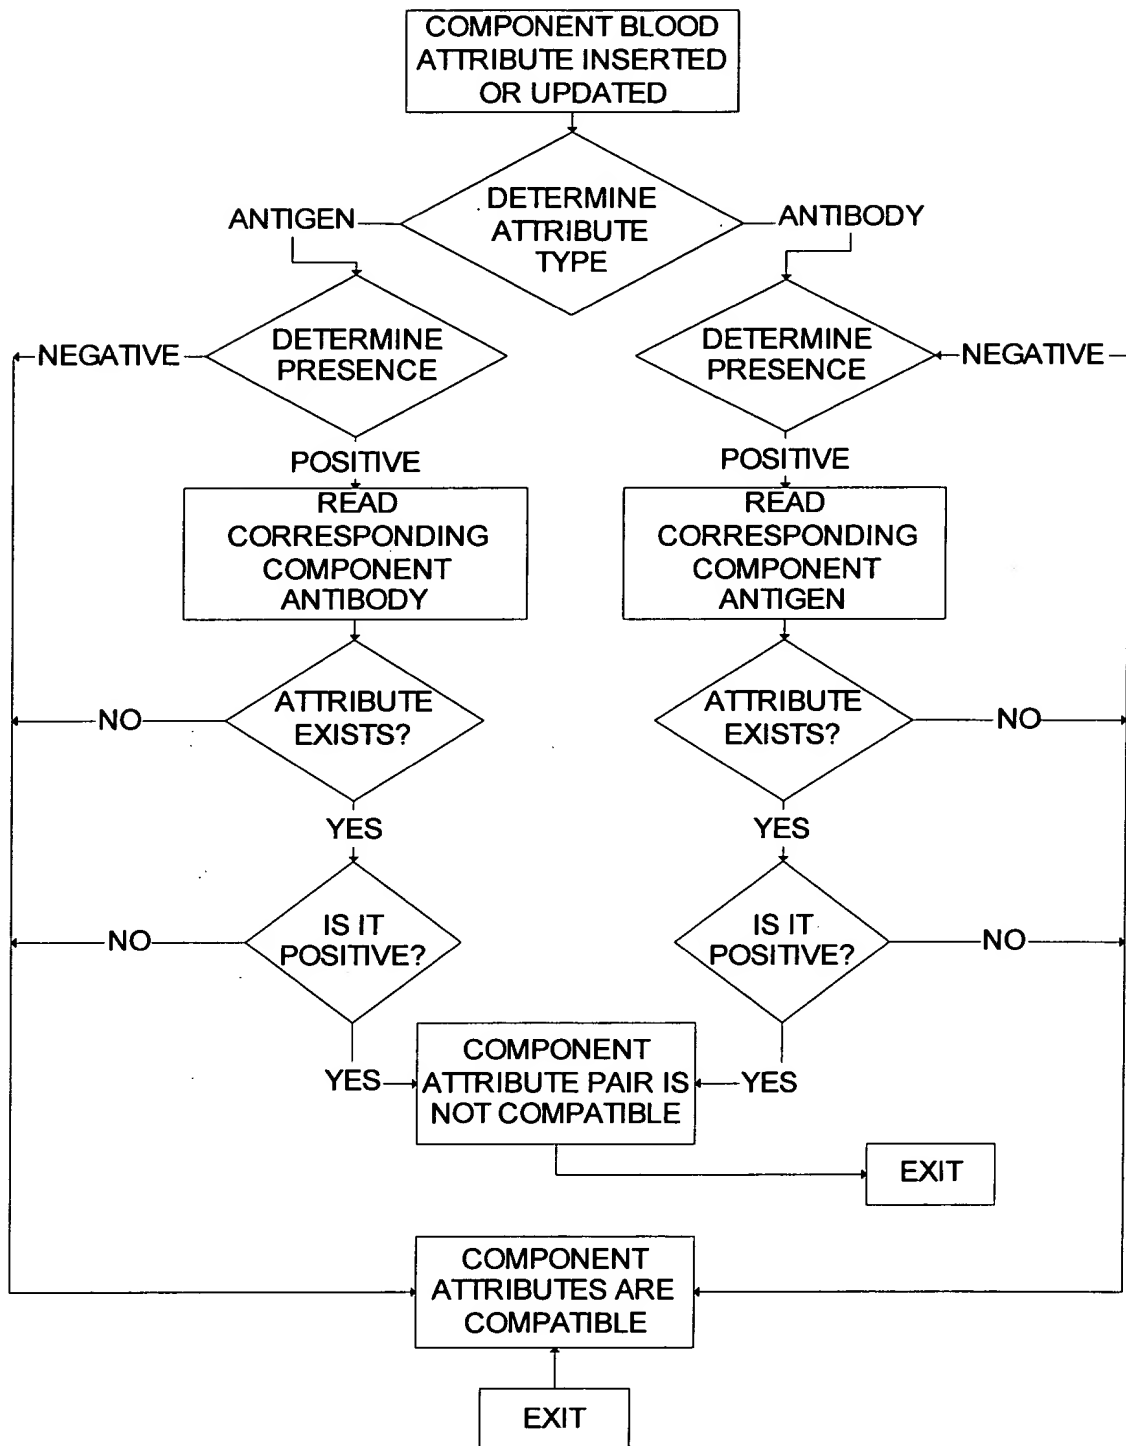 COMPONENT BLOOD
ATTRIBUTE INSERTED
OR UPDATED
DETERMINE
ATTRIBUTE
TYPE
ANTIGEN
ANTIBODY
DETERMINE
PRESENCE
NEGATIVE
DETERMINE
PRESENCE
NEGATIVE
POSITIVE
POSITIVE
READ
CORRESPONDING
COMPONENT
ANTIBODY
READ
CORRESPONDING
COMPONENT
ANTIGEN
ATTRIBUTE
EXISTS?
NO
ATTRIBUTE
EXISTS?
NO
YES
YES
IS IT
POSITIVE?
NO
IS IT
POSITIVE?
NO
YES
COMPONENT
ATTRIBUTE PAIR IS
NOT COMPATIBLE
YES
EXIT
COMPONENT
ATTRIBUTES ARE
COMPATIBLE
EXIT